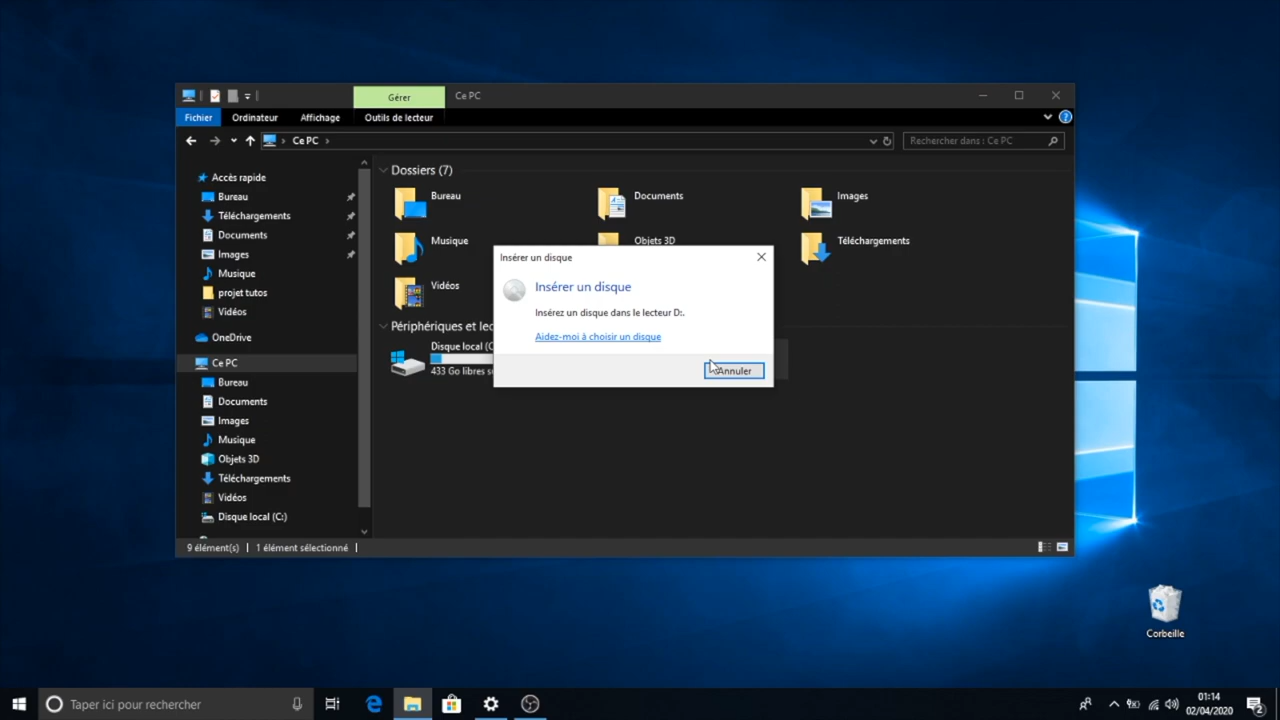 Gérer
Ce PC
Fichier
Ordinateur
Affichage
Outils de lecteur
Ce PC
Rechercher dans : Ce PC
Accès rapide
Bureau
Téléchargements
Documents
Images
Musique
projet tutos
Vidéos
OneDrive
Ce PC
Bureau
Documents
Images
Musique
Objets 3D
Téléchargements
Vidéos
Disque local (C:)
Dossiers (7)
Bureau
Documents
Images
Musique
Objets 3D
Téléchargements
Vidéos
Périphériques et lec
Disque local (C
433 Go libres s
Insérer un disque
Insérer un disque
Insérez un disque dans le lecteur D:.
Aidez-moi à choisir un disque
Annuler
9 élément(s)
1 élément sélectionné
Corbeille
Taper ici pour rechercher
01:14
02/04/2020
2